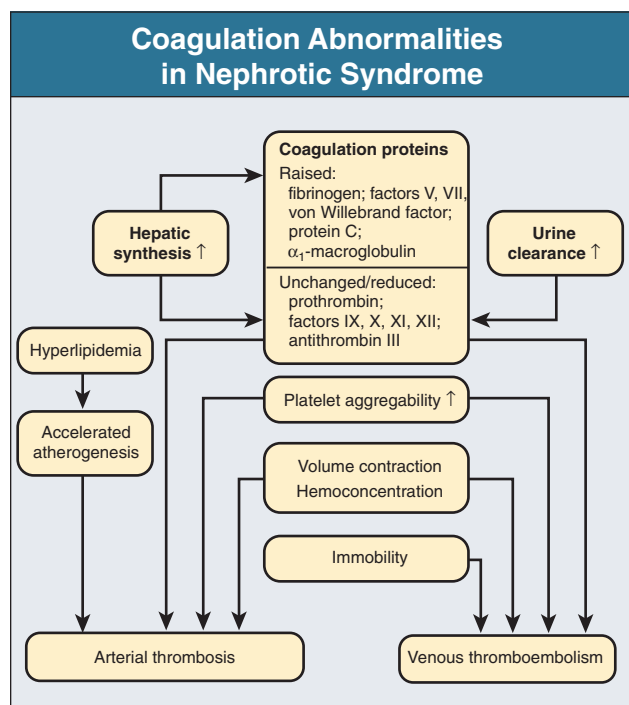 Coagulation Abnormalities
in Nephrotic Syndrome
Coagulation proteins
Raised:
fibrinogen; factors V, VII,
von Willebrand factor;
protein C;
α₁-macroglobulin
Hepatic
synthesis ↑
Urine
clearance ↑
Unchanged/reduced:
prothrombin;
factors IX, X, XI, XII;
antithrombin III
Hyperlipidemia
Platelet aggregability ↑
Accelerated
atherogenesis
Volume contraction
Hemoconcentration
Immobility
Arterial thrombosis
Venous thromboembolism